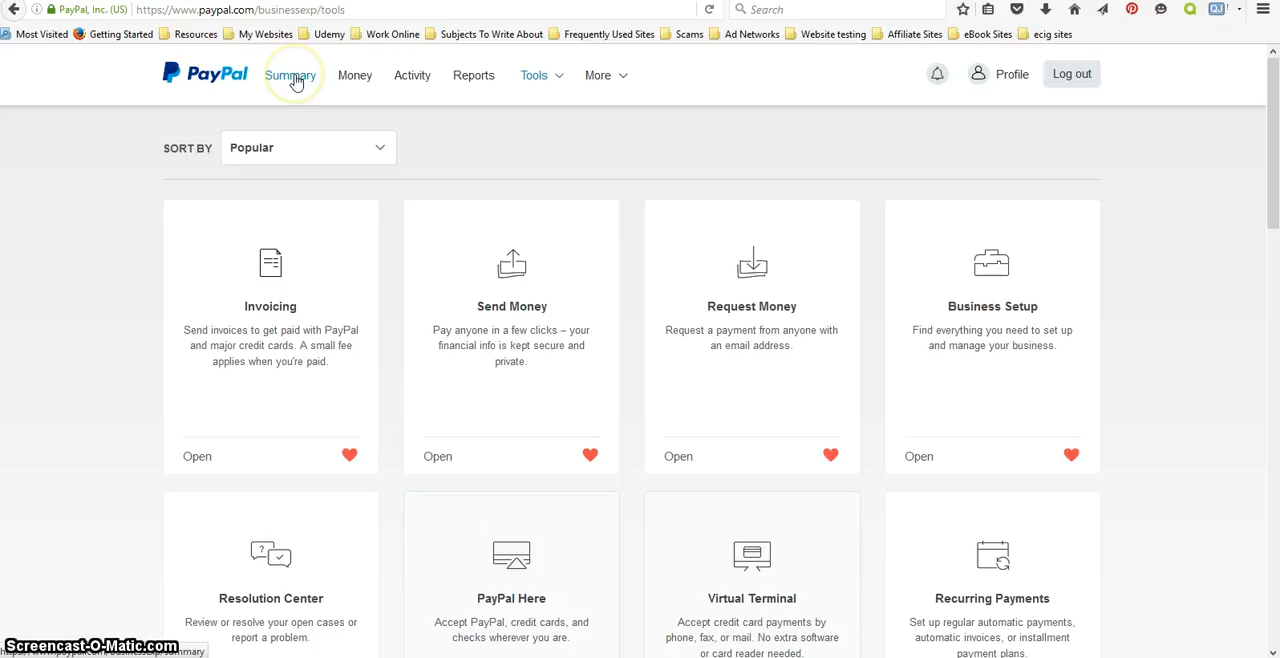 PayPal, Inc. (US) https://www.paypal.com/businessexp/tools Search
Most Visited Getting Started Resources My Websites Udemy Work Online Subjects To Write About Frequently Used Sites Scams Ad Networks Website testing Affiliate Sites eBook Sites ecig sites
PayPal Summary Money Activity Reports Tools More Profile Log out
SORT BY Popular
Invoicing
Send invoices to get paid with PayPal
and major credit cards. A small fee
applies when you're paid.
Open
Send Money
Pay anyone in a few clicks – your
financial info is kept secure and
private.
Open
Request Money
Request a payment from anyone with
an email address.
Open
Business Setup
Find everything you need to set up
and manage your business.
Open
Resolution Center
Review or resolve your open cases or
report a problem.
PayPal Here
Accept PayPal, credit cards, and
checks wherever you are.
Virtual Terminal
Accept credit card payments by
phone, fax, or mail. No extra software
or card reader needed.
Recurring Payments
Set up regular automatic payments,
automatic invoices, or installment
payment plans.
Screencast-O-Matic.com